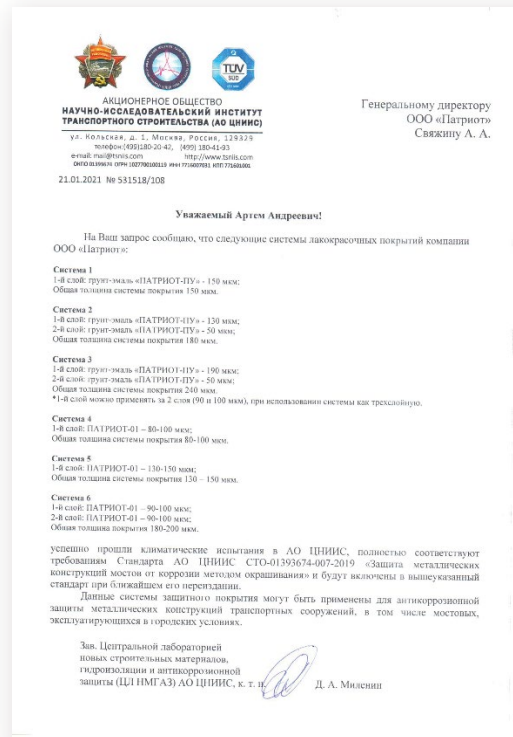 TÜV
SÜD
АКЦИОНЕРНОЕ ОБЩЕСТВО
НАУЧНО-ИССЛЕДОВАТЕЛЬСКИЙ ИНСТИТУТ
ТРАНСПОРТНОГО СТРОИТЕЛЬСТВА (АО ЦНИИС)
ул. Кольская, д. 1, Москва, Россия, 129329
телефон:(499)180-20-42, (499) 180-41-93
e-mail: mail@tsniis.com http://www.tsniis.com
ОКПО 01393674 ОГРН 1027700100119 ИНН 7716007031 КПП 771601001
21.01.2021 № 531518/108
Генеральному директору
ООО «Патриот»
Свяжину А. А.
Уважаемый Артем Андреевич!
На Ваш запрос сообщаю, что следующие системы лакокрасочных покрытий компании
ООО «Патриот»:
Система 1
1-й слой: грунт-эмаль «ПАТРИОТ-ПУ» - 150 мкм;
Общая толщина системы покрытия 150 мкм.
Система 2
1-й слой: грунт-эмаль «ПАТРИОТ-ПУ» - 130 мкм;
2-й слой: грунт-эмаль «ПАТРИОТ-ПУ» - 50 мкм;
Общая толщина системы покрытия 180 мкм.
Система 3
1-й слой: грунт-эмаль «ПАТРИОТ-ПУ» - 190 мкм;
2-й слой: грунт-эмаль «ПАТРИОТ-ПУ» - 50 мкм;
Общая толщина системы покрытия 240 мкм.
*1-й слой можно применять за 2 слоя (90 и 100 мкм), при использовании системы как трехслойную.
Система 4
1-й слой: ПАТРИОТ-01 – 80-100 мкм;
Общая толщина системы покрытия 80-100 мкм.
Система 5
1-й слой: ПАТРИОТ-01 – 130-150 мкм;
Общая толщина системы покрытия 130 – 150 мкм.
Система 6
1-й слой: ПАТРИОТ-01 – 90-100 мкм;
2-й слой: ПАТРИОТ-01 – 90-100 мкм;
Общая толщина покрытия 180-200 мкм.
успешно прошли климатические испытания в АО ЦНИИС, полностью соответствуют
требованиям Стандарта АО ЦНИИС СТО-01393674-007-2019 «Защита металлических
конструкций мостов от коррозии методом окрашивания» и будут включены в вышеуказанный
стандарт при ближайшем его переиздании.
Данные системы защитного покрытия могут быть применены для антикоррозионной
защиты металлических конструкций транспортных сооружений, в том числе мостовых,
эксплуатирующихся в городских условиях.
Зав. Центральной лабораторией
новых строительных материалов,
гидроизоляции и антикоррозионной
защиты (ЦЛ НМГАЗ) АО ЦНИИС, к. т. н.
Д. А. Миленин